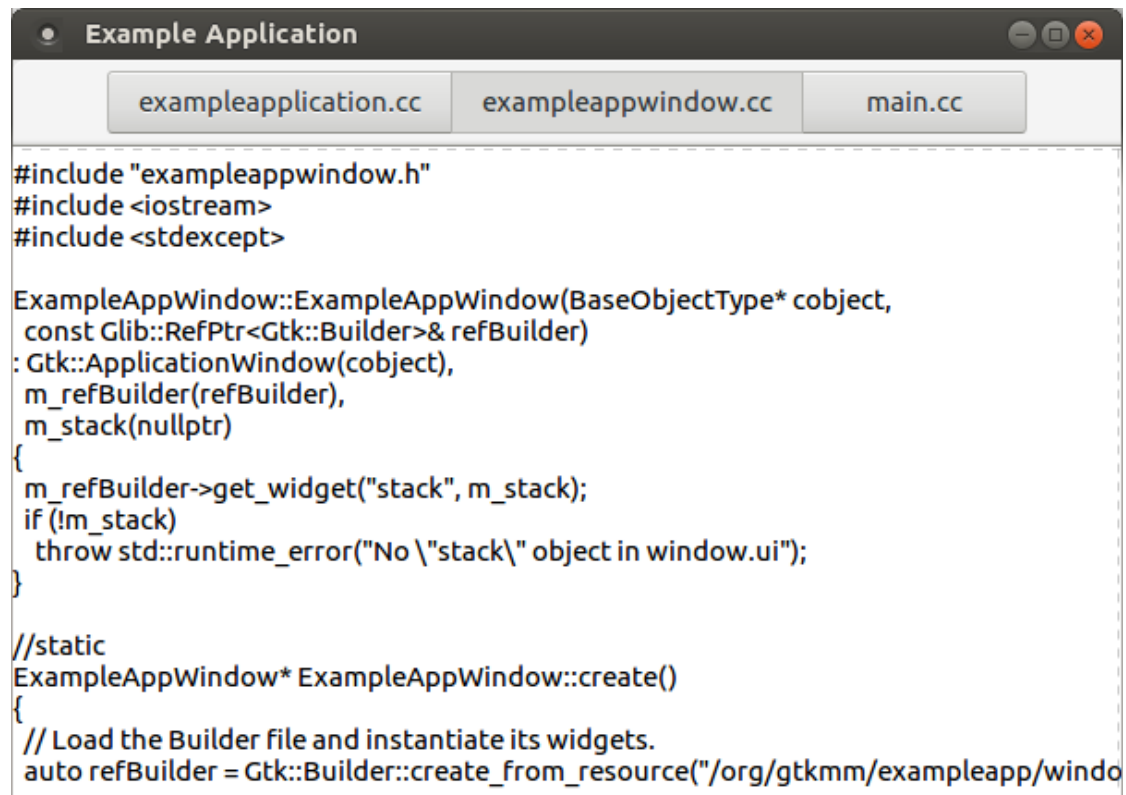 Example Application
exampleapplication.cc exampleappwindow.cc main.cc
#include "exampleappwindow.h"
#include <iostream>
#include <stdexcept>
ExampleAppWindow::ExampleAppWindow(BaseObjectType* cobject,
const Glib::RefPtr<Gtk::Builder>& refBuilder)
: Gtk::ApplicationWindow(cobject),
m_refBuilder(refBuilder),
m_stack(nullptr)
{
m_refBuilder->get_widget("stack", m_stack);
if (!m_stack)
throw std::runtime_error("No \"stack\" object in window.ui");
}
//static
ExampleAppWindow* ExampleAppWindow::create()
{
// Load the Builder file and instantiate its widgets.
auto refBuilder = Gtk::Builder::create_from_resource("/org/gtkmm/exampleapp/windo